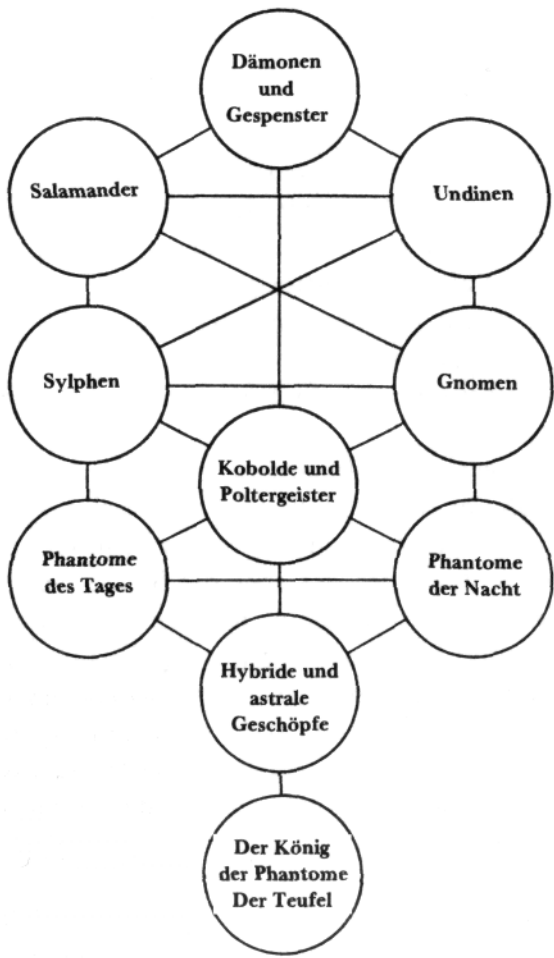 Dämonen
und
Gespenster
Salamander
Undinen
Sylphen
Gnomen
Kobolde und
Poltergeister
Phantome
des Tages
Phantome
der Nacht
Hybride und
astrale
Geschöpfe
Der König
der Phantome
Der Teufel